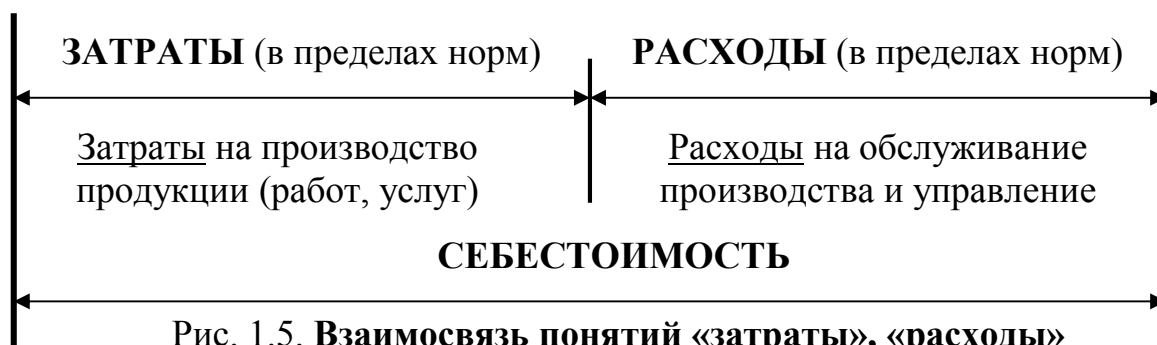 ЗАТРАТЫ (в пределах норм) РАСХОДЫ (в пределах норм)
Затраты на производство Расходы на обслуживание
продукции (работ, услуг) производства и управление
СЕБЕСТОИМОСТЬ
Рис. 1.5. Взаимосвязь понятий «затраты», «расходы»